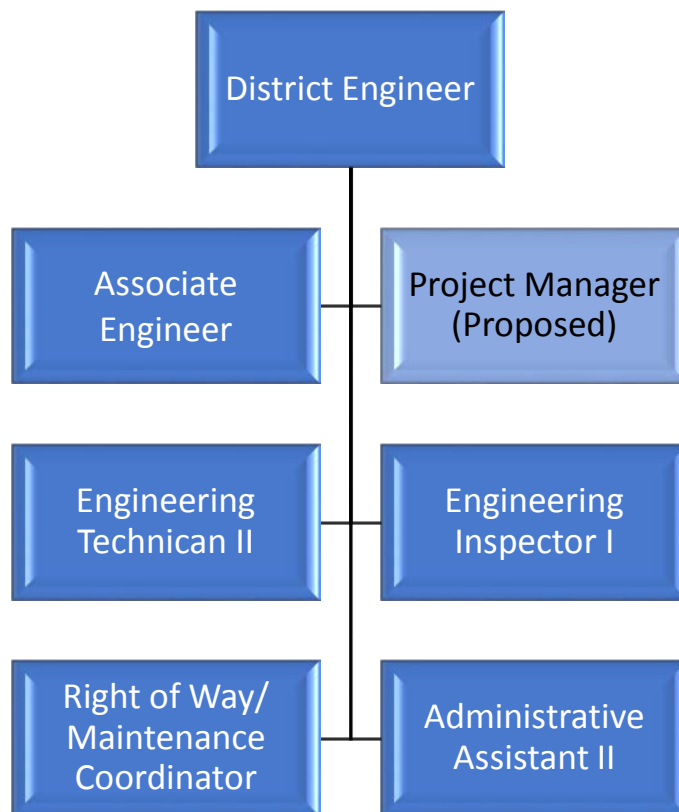 District Engineer
Associate
Engineer
Project Manager
(Proposed)
Engineering
Technican II
Engineering
Inspector I
Right of Way/
Maintenance
Coordinator
Administrative
Assistant II